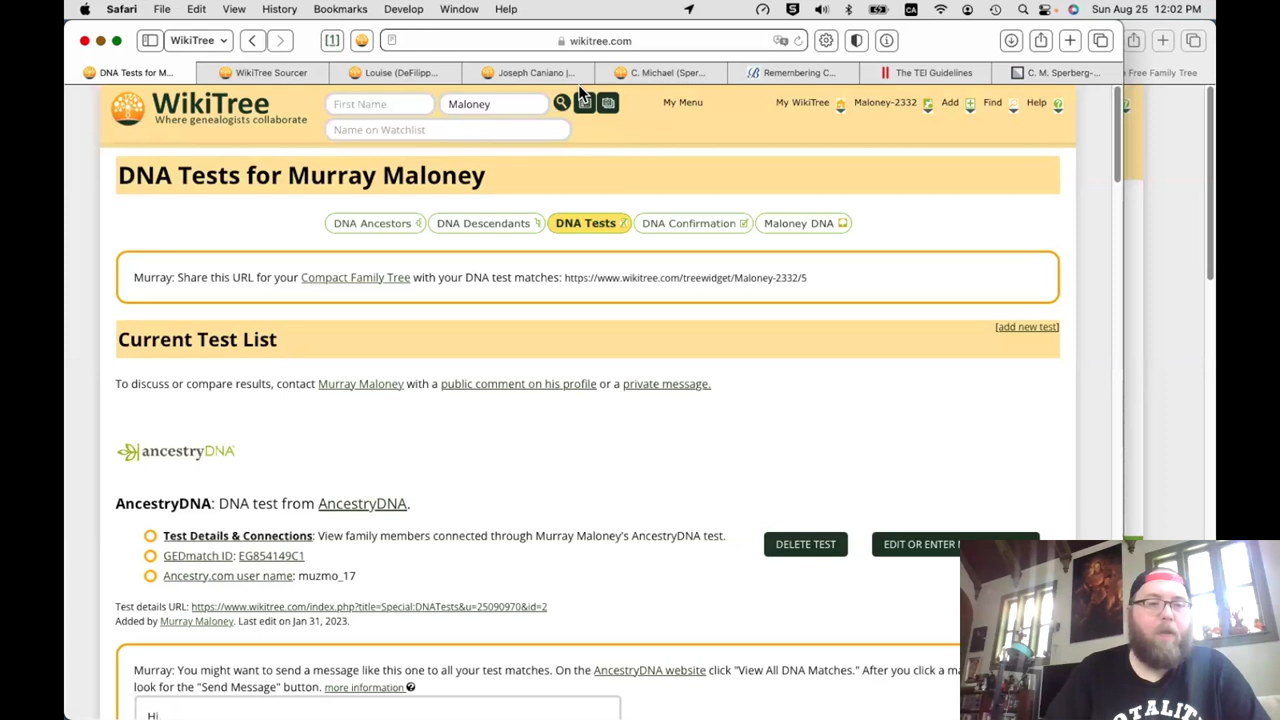 Safari File Edit View History Bookmarks Develop Window Help CA Sun Aug 25 12:02 PM
WikiTree [1] wikitree.com
DNA Tests for M... WikiTree Sourcer Louise (DeFilipp... Joseph Caniano |... C. Michael (Sper... Remembering C... The TEI Guidelines C. M. Sperberg-... Free Family Tree
WikiTree
Where genealogists collaborate
First Name Maloney My Menu My WikiTree Maloney-2332 Add Find Help
Name on Watchlist
DNA Tests for Murray Maloney
DNA Ancestors DNA Descendants DNA Tests DNA Confirmation Maloney DNA
Murray: Share this URL for your Compact Family Tree with your DNA test matches: https://www.wikitree.com/treewidget/Maloney-2332/5
[add new test]
Current Test List
To discuss or compare results, contact Murray Maloney with a public comment on his profile or a private message.
ancestryDNA
AncestryDNA: DNA test from AncestryDNA.
Test Details & Connections: View family members connected through Murray Maloney's AncestryDNA test.
DELETE TEST EDIT OR ENTER
GEDmatch ID: EG854149C1
Ancestry.com user name: muzmo_17
Test details URL: https://www.wikitree.com/index.php?title=Special:DNATests&u=25090970&id=2
Added by Murray Maloney. Last edit on Jan 31, 2023.
Murray: You might want to send a message like this one to all your test matches. On the AncestryDNA website click "View All DNA Matches." After you click a ma
look for the "Send Message" button. more information
Hi,